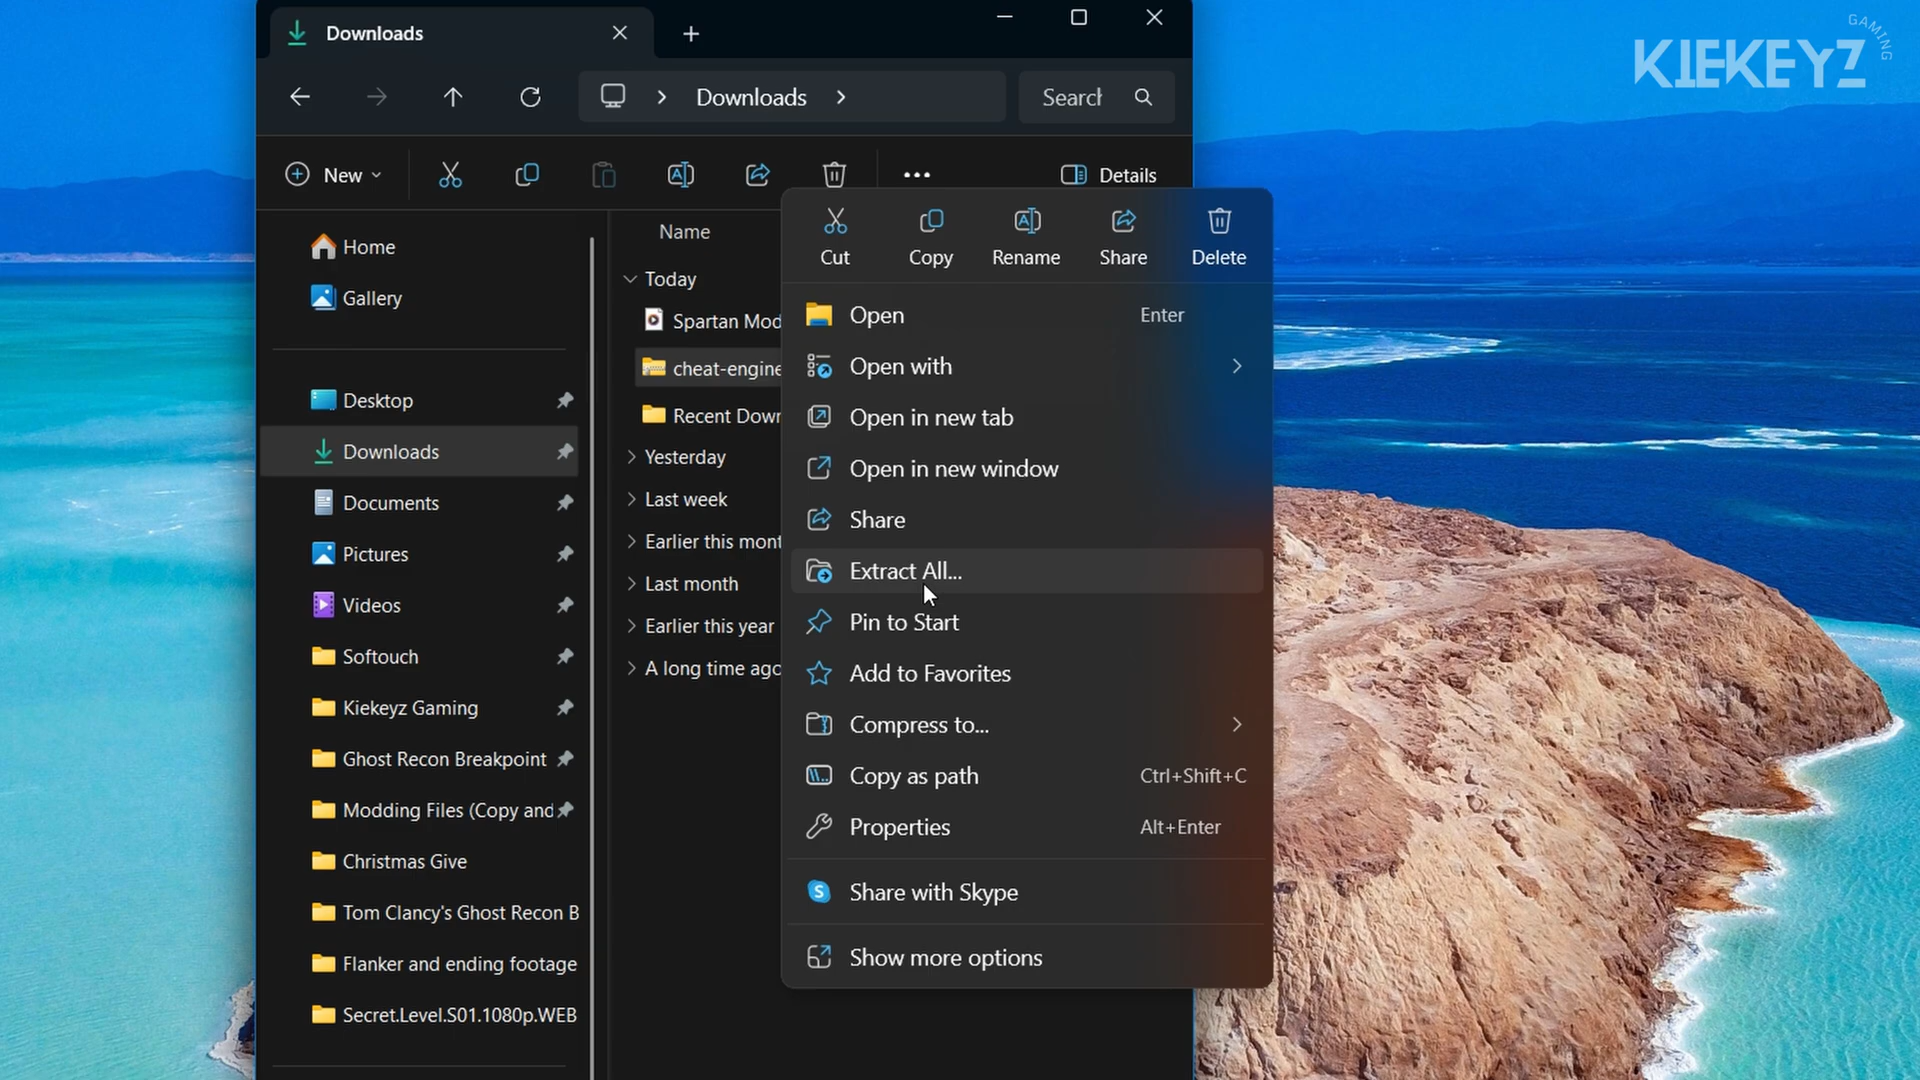 Downloads
Downloads
Search
New
Details
Name
Home
Gallery
Desktop
Downloads
Documents
Pictures
Videos
Softouch
Kiekeyz Gaming
Ghost Recon Breakpoint
Modding Files (Copy and
Christmas Give
Tom Clancy's Ghost Recon B
Flanker and ending footage
Secret.Level.S01.1080p.WEB
Today
Spartan Mod
cheat-engine
Recent Down
Yesterday
Last week
Earlier this mont
Last month
Earlier this year
A long time ago
Cut
Copy
Rename
Share
Delete
Open Enter
Open with
Open in new tab
Open in new window
Share
Extract All...
Pin to Start
Add to Favorites
Compress to...
Copy as path Ctrl+Shift+C
Properties Alt+Enter
Share with Skype
Show more options
KIEKEYZ
GAMING